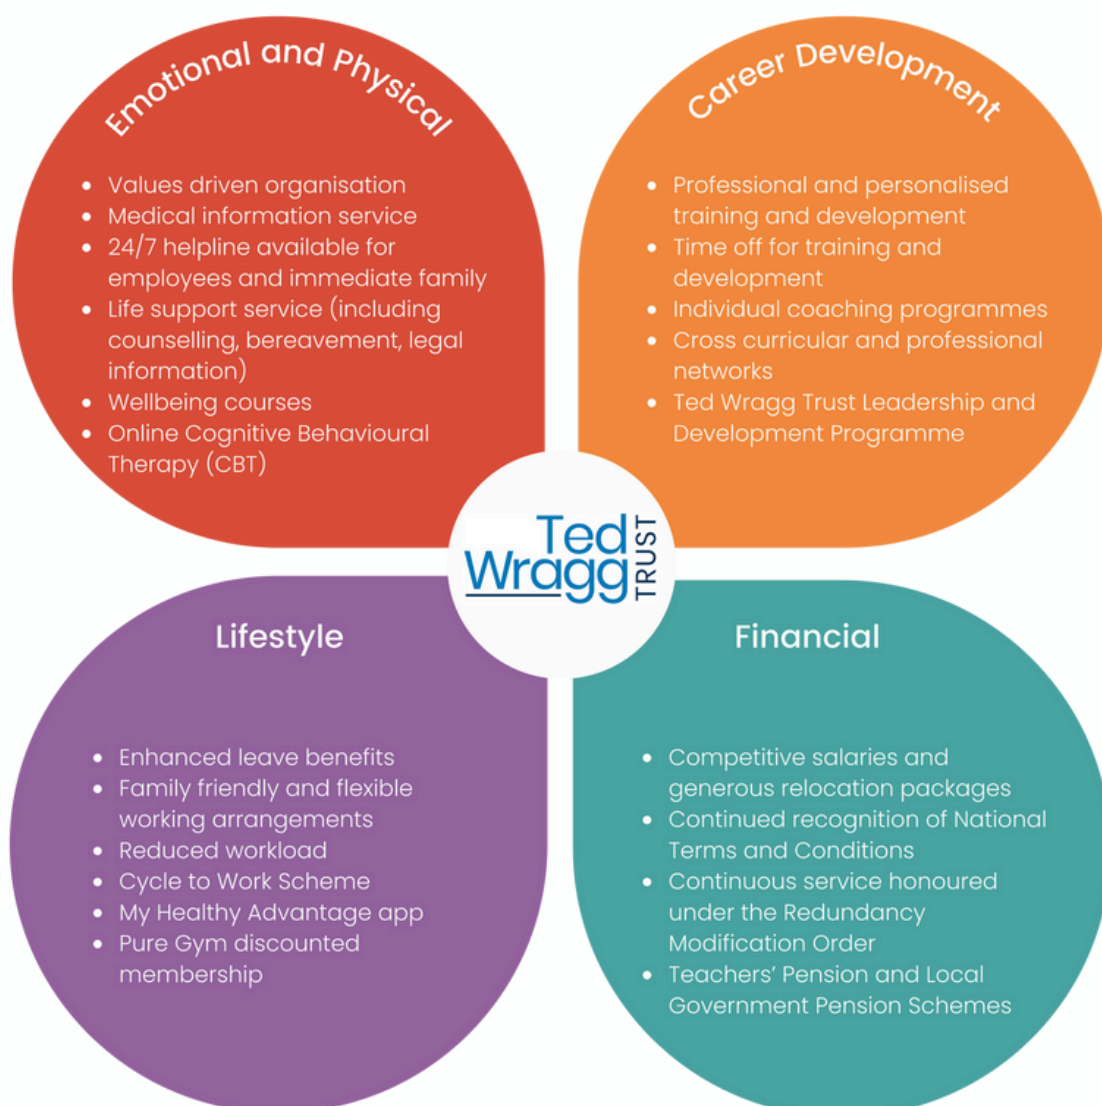 Emotional and Physical
• Values driven organisation
• Medical information service
• 24/7 helpline available for
employees and immediate family
• Life support service (including
counselling, bereavement, legal
information)
• Wellbeing courses
• Online Cognitive Behavioural
Therapy (CBT)
Career Development
• Professional and personalised
training and development
• Time off for training and
development
• Individual coaching programmes
• Cross curricular and professional
networks
• Ted Wragg Trust Leadership and
Development Programme
Ted
Wragg
TRUST
Lifestyle
• Enhanced leave benefits
• Family friendly and flexible
working arrangements
• Reduced workload
• Cycle to Work Scheme
• My Healthy Advantage app
• Pure Gym discounted
membership
Financial
• Competitive salaries and
generous relocation packages
• Continued recognition of National
Terms and Conditions
• Continuous service honoured
under the Redundancy
Modification Order
• Teachers’ Pension and Local
Government Pension Schemes